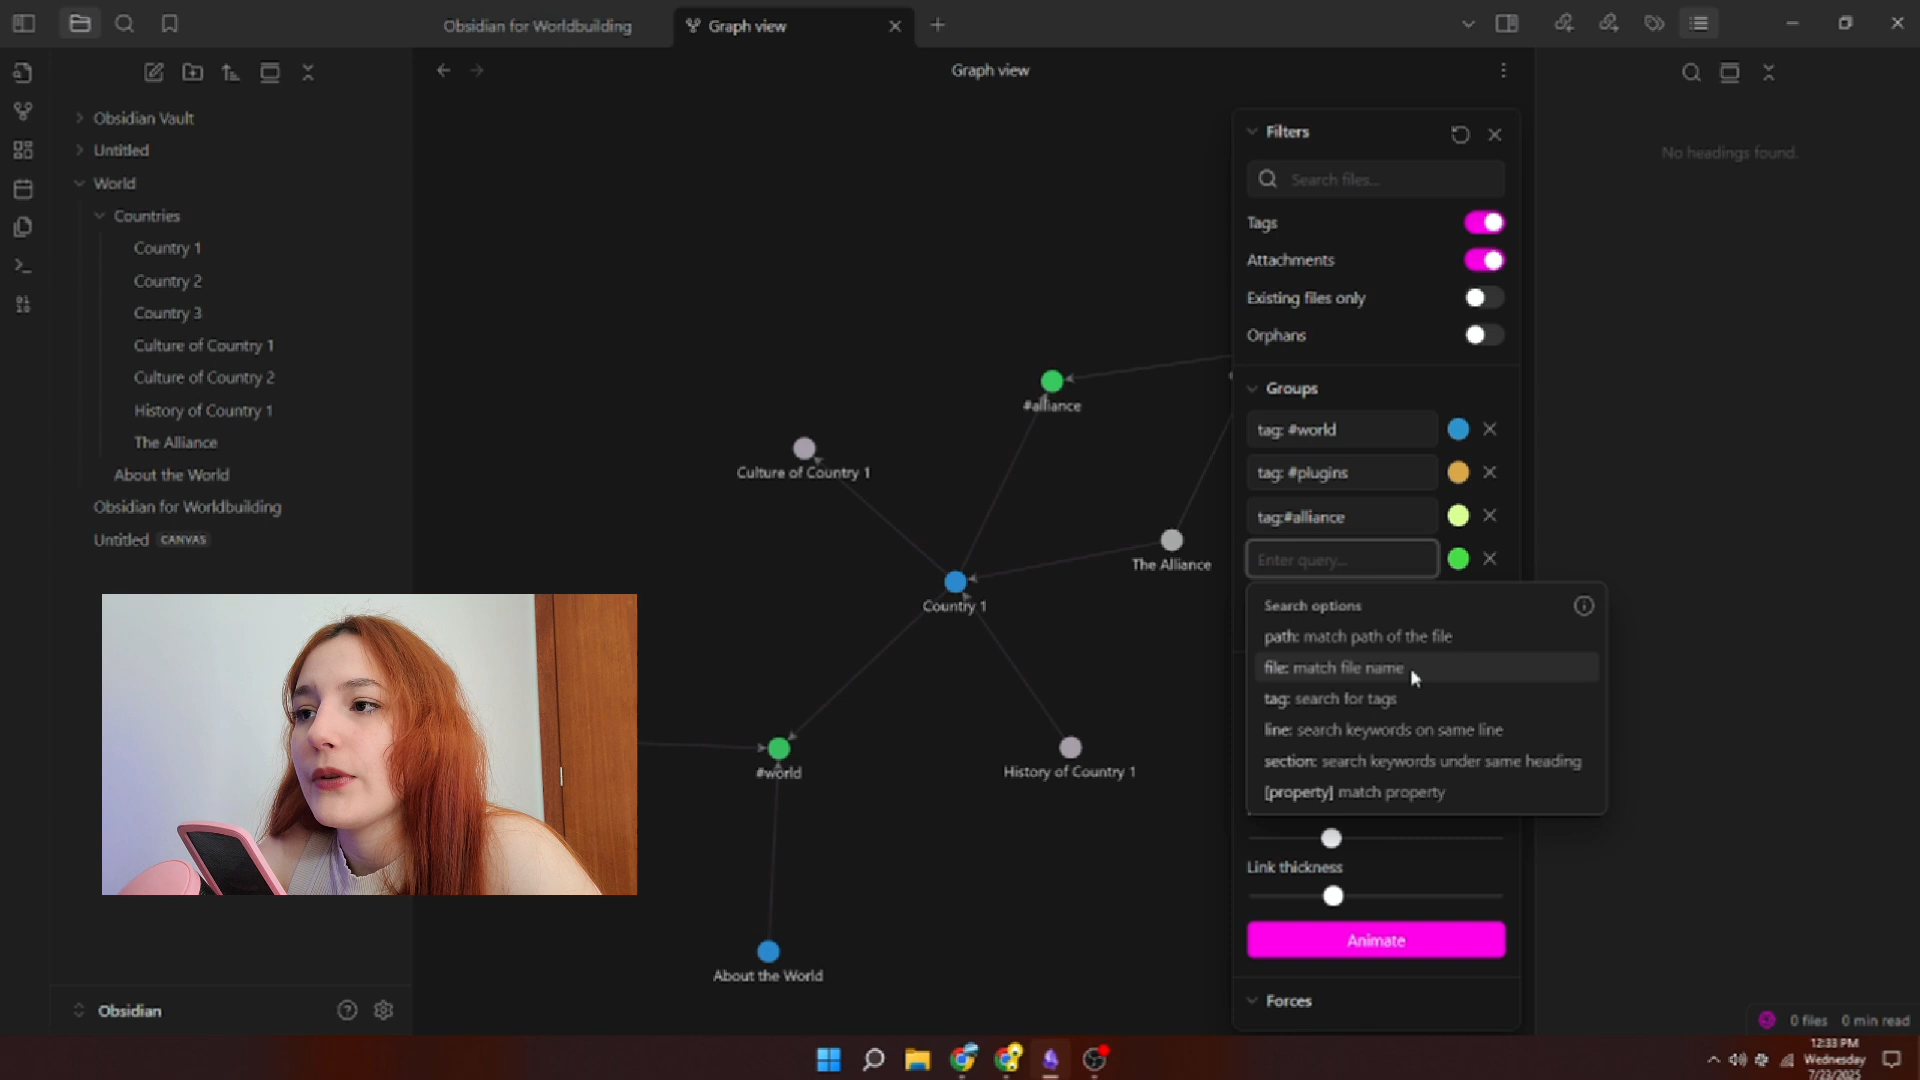 Obsidian for Worldbuilding
Graph view
Graph view
Obsidian Vault
Untitled
World
Countries
Country 1
Country 2
Country 3
Culture of Country 1
Culture of Country 2
History of Country 1
The Alliance
About the World
Obsidian for Worldbuilding
Untitled CANVAS
Obsidian
#alliance
Culture of Country 1
The Alliance
Country 1
#world
History of Country 1
About the World
Filters
Search files...
Tags
Attachments
Existing files only
Orphans
Groups
tag: #world
tag: #plugins
tag:#alliance
Enter query...
Search options
path: match path of the file
file: match file name
tag: search for tags
line: search keywords on same line
section: search keywords under same heading
[property] match property
Link thickness
Animate
Forces
No headings found.
0 files 0 min read
12:33 PM
Wednesday
7/23/2025